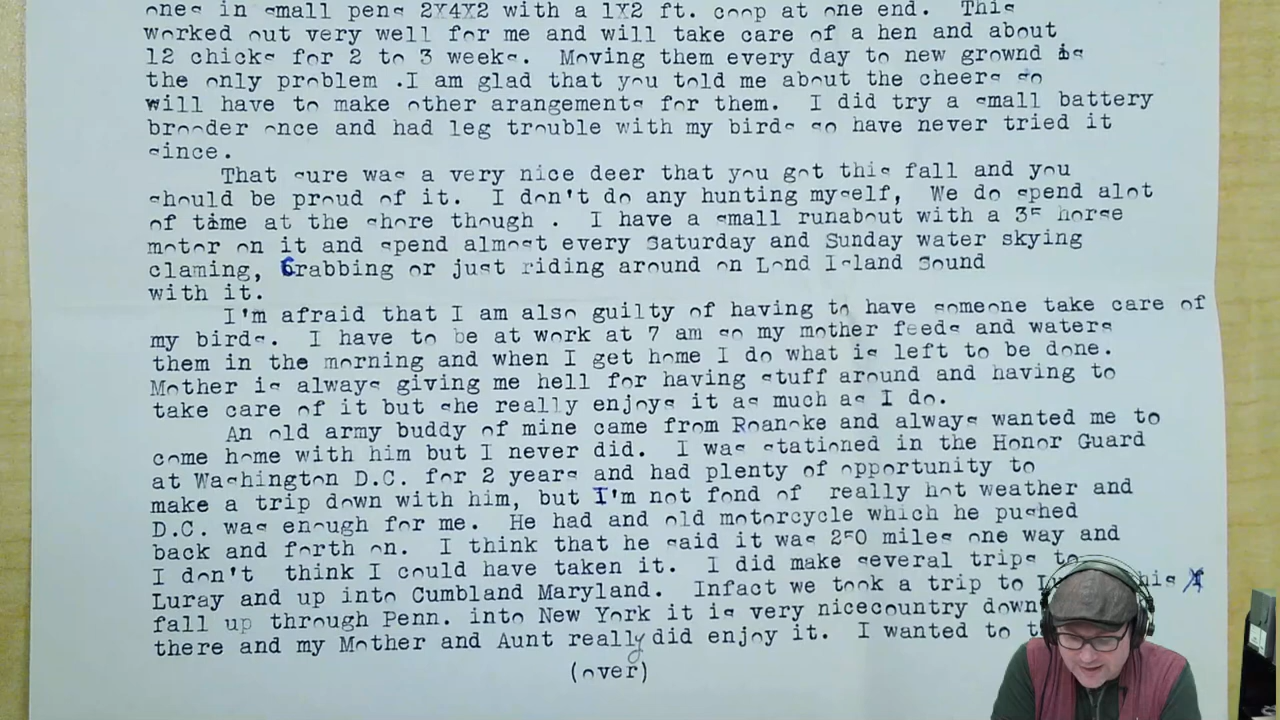 ones in small pens 2X4X2 with a 1X2 ft. coop at one end. This
worked out very well for me and will take care of a hen and about
12 chicks for 2 to 3 weeks. Moving them every day to new grownd is
the only problem .I am glad that you told me about the cheers so
will have to make other arangements for them. I did try a small battery
brooder once and had leg trouble with my birds so have never tried it
since.
That sure was a very nice deer that you got this fall and you
should be proud of it. I don't do any hunting myself, We do spend alot
of time at the shore though . I have a small runabout with a 35 horse
motor on it and spend almost every Saturday and Sunday water skying
claming, Crabbing or just riding around on Lond Island Sound
with it.
I'm afraid that I am also guilty of having to have someone take care of
my birds. I have to be at work at 7 am so my mother feeds and waters
them in the morning and when I get home I do what is left to be done.
Mother is always giving me hell for having stuff around and having to
take care of it but she really enjoys it as much as I do.
An old army buddy of mine came from Roanoke and always wanted me to
come home with him but I never did. I was stationed in the Honor Guard
at Washington D.C. for 2 years and had plenty of opportunity to
make a trip down with him, but I'm not fond of really hot weather and
D.C. was enough for me. He had and old motorcycle which he pushed
back and forth on. I think that he said it was 250 miles one way and
I don't think I could have taken it. I did make several trips to
Luray and up into Cumbland Maryland. Infact we took a trip to this
fall up through Penn. into New York it is very nicecountry down
there and my Mother and Aunt really did enjoy it. I wanted to
(over)